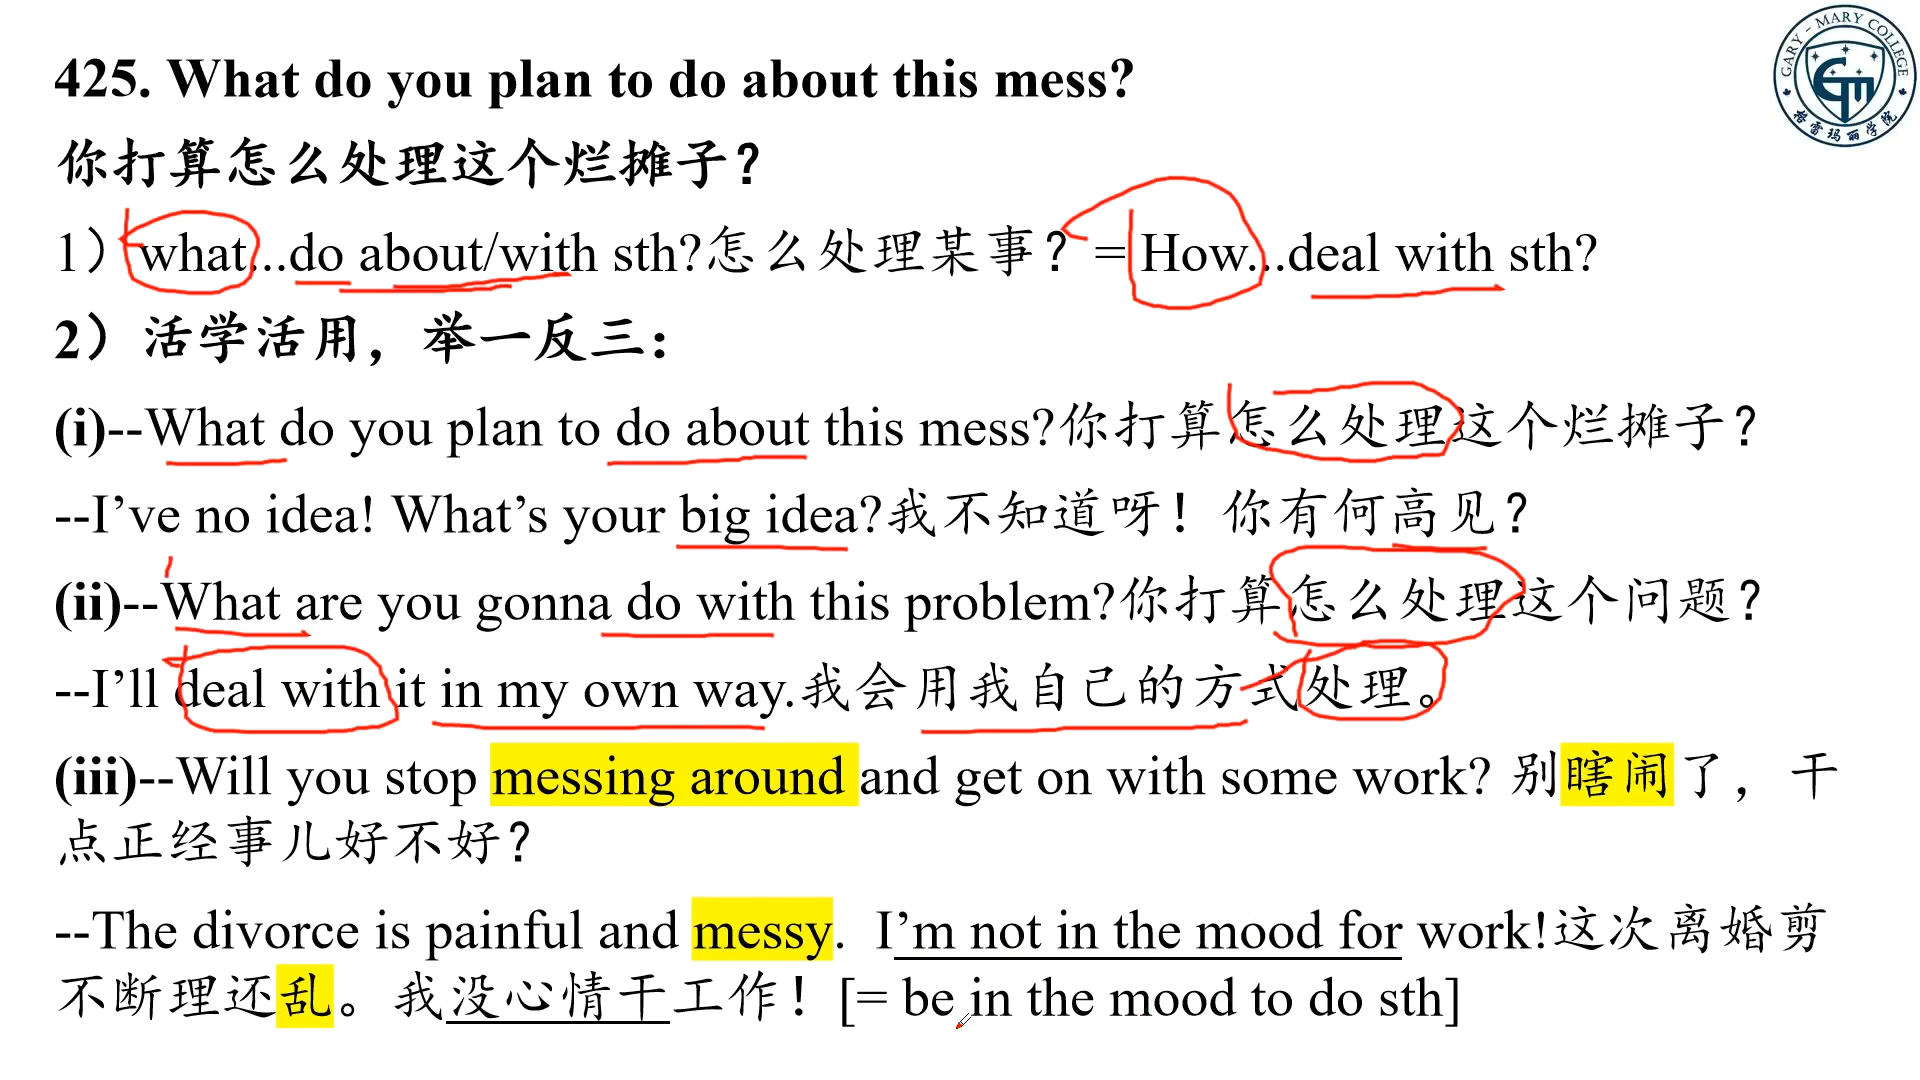 425. What do you plan to do about this mess?
你打算怎么处理这个烂摊子？
1）what...do about/with sth?怎么处理某事？= How...deal with sth?
2）活学活用，举一反三：
(i)--What do you plan to do about this mess?你打算怎么处理这个烂摊子？
--I’ve no idea! What’s your big idea?我不知道呀！你有何高见？
(ii)--What are you gonna do with this problem?你打算怎么处理这个问题？
--I’ll deal with it in my own way.我会用我自己的方式处理。
(iii)--Will you stop messing around and get on with some work? 别瞎闹了，干
点正经事儿好不好？
--The divorce is painful and messy.  I’m not in the mood for work!这次离婚剪
不断理还乱。我没心情干工作！[= be in the mood to do sth]
GARY - MARY COLLEGE
格雷玛丽学院